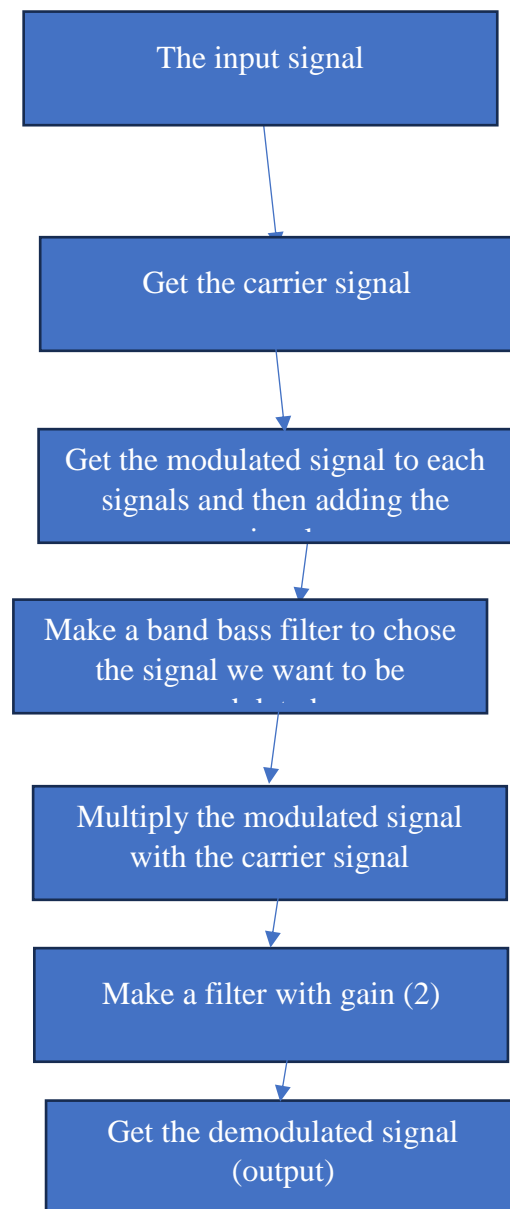 The input signal
Get the carrier signal
Get the modulated signal to each
signals and then adding the
Make a band bass filter to chose
the signal we want to be
Multiply the modulated signal
with the carrier signal
Make a filter with gain (2)
Get the demodulated signal
(output)